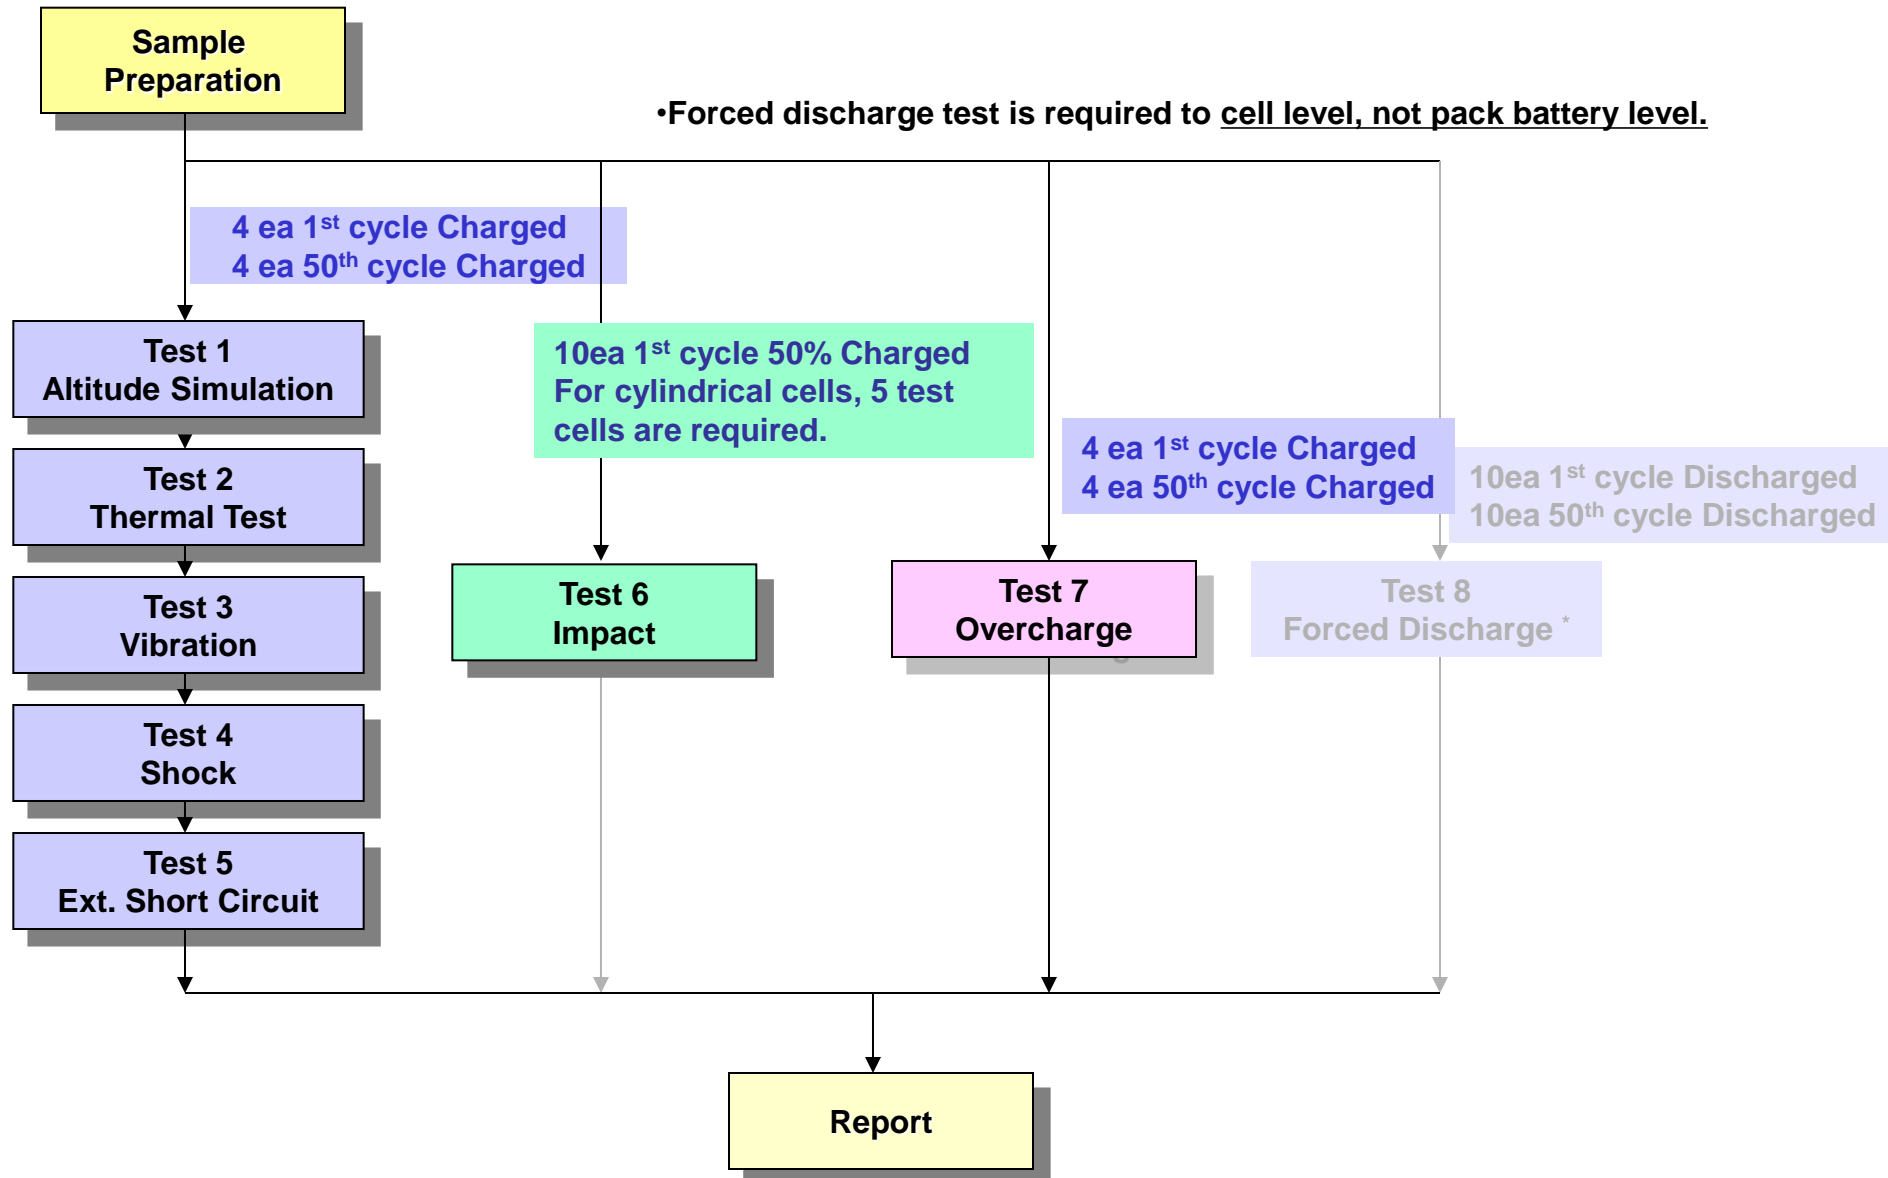 Sample
Preparation
•Forced discharge test is required to cell level, not pack battery level.
4 ea 1st cycle Charged
4 ea 50th cycle Charged
Test 1
Altitude Simulation
10ea 1st cycle 50% Charged
For cylindrical cells, 5 test
cells are required.
4 ea 1st cycle Charged
4 ea 50th cycle Charged
10ea 1st cycle Discharged
10ea 50th cycle Discharged
Test 2
Thermal Test
Test 3
Vibration
Test 6
Impact
Test 7
Overcharge
Test 8
Forced Discharge *
Test 4
Shock
Test 5
Ext. Short Circuit
Report